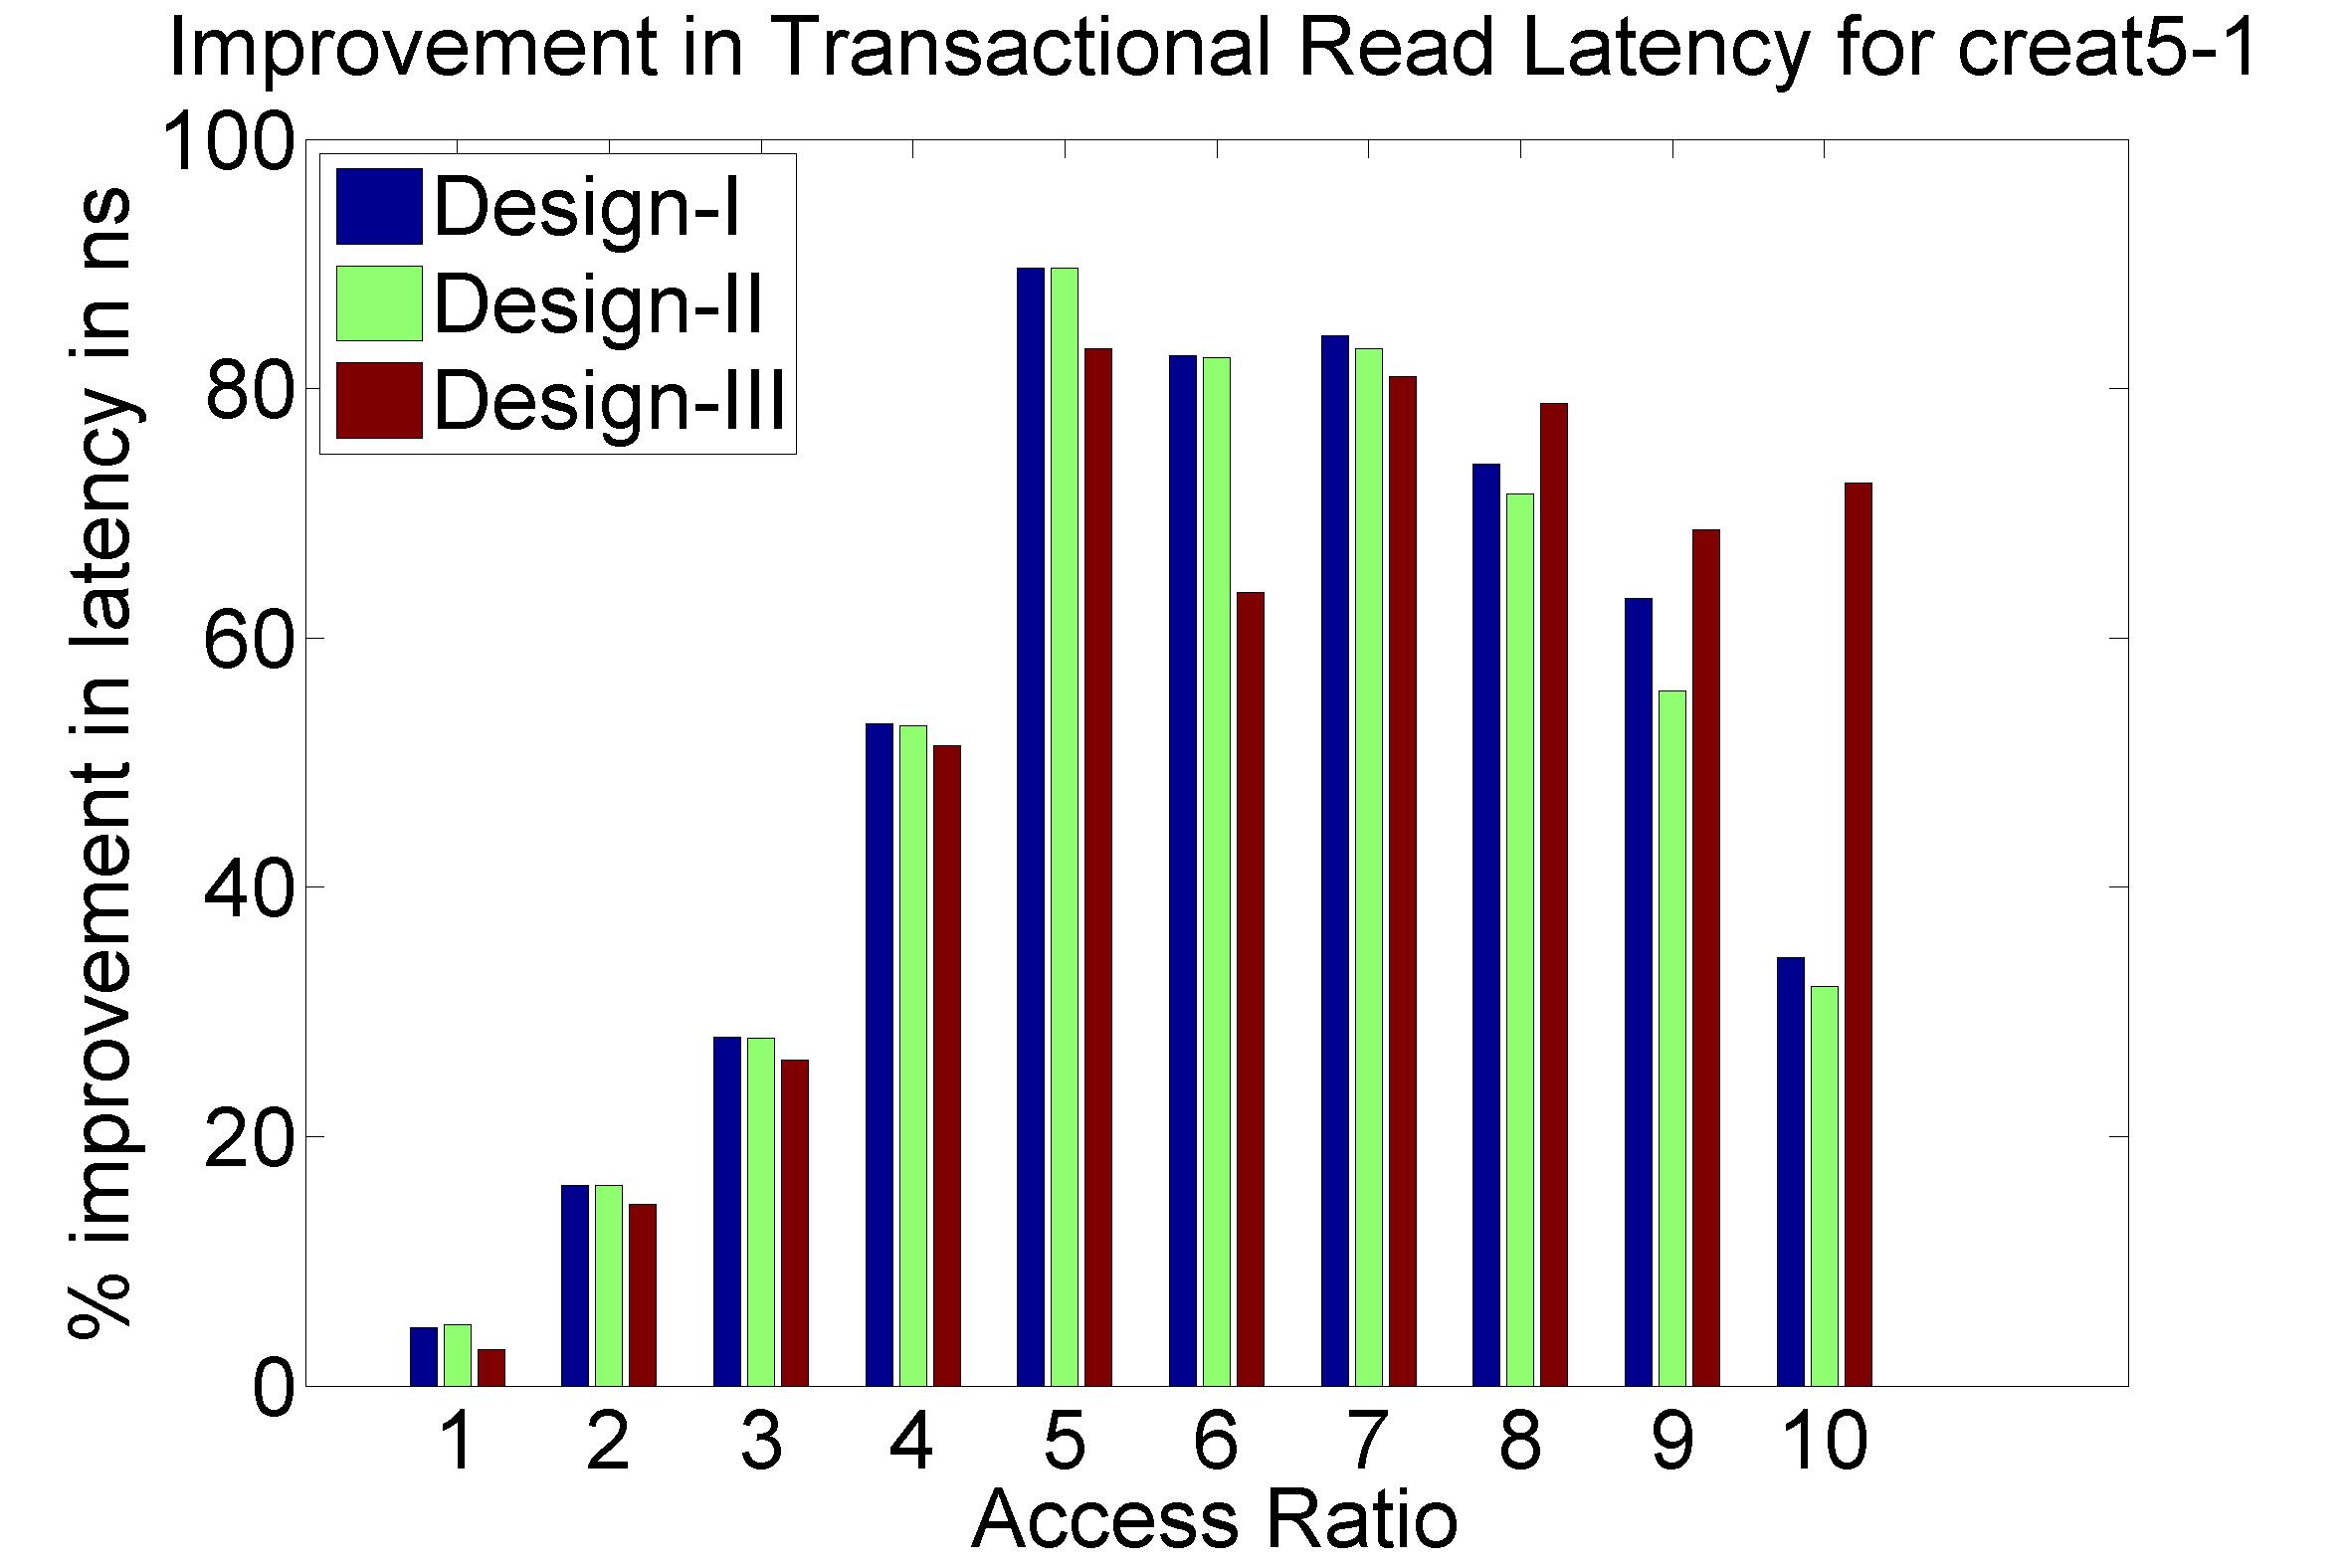 Improvement in Transactional Read Latency for creat5-1
% improvement in latency in ns
100
80
60
40
20
0
Design-I
Design-II
Design-III
1 2 3 4 5 6 7 8 9 10
Access Ratio